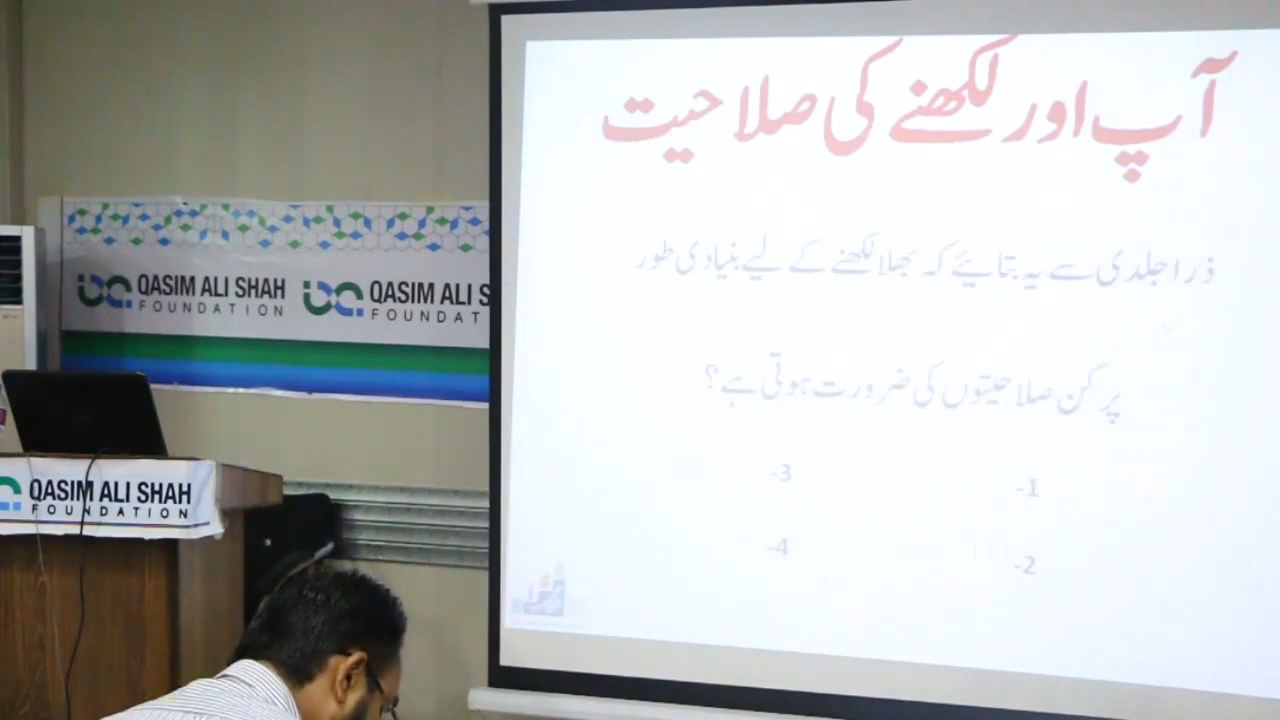 آپ اور لکھنے کی صلاحیت
ذرا جلدی سے یہ بتائیے کہ بھلا لکھنے کے لیے بنیادی طور
پر کن صلاحیتوں کی ضرورت ہوتی ہے؟
-1
-3
-2
-4
QASIM ALI SHAH
FOUNDATION
QASIM ALI S
FOUNDAT
QASIM ALI SHAH
FOUNDATION